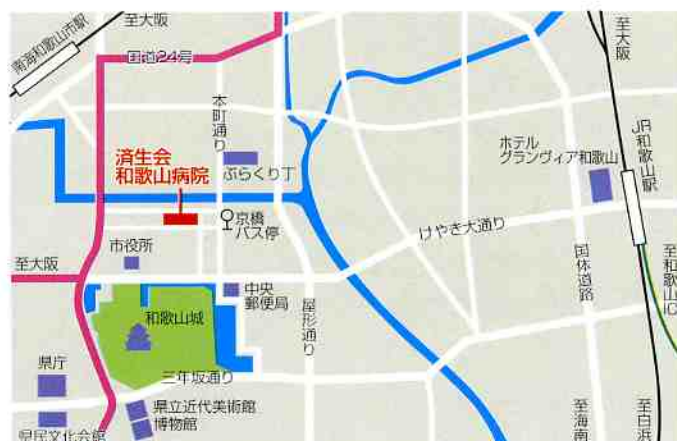 至大阪
南海和歌山市駅
国道24号
至大阪
本町通り
済生会
和歌山病院
ぶらくり丁
ホテル
グランヴィア和歌山
JR和歌山駅
京橋
バス停
けやき大通り
市役所
至大阪
国体道路
至和歌山IC
中央
郵便局
和歌山城
屋形通り
県庁
三年坂通り
県立近代美術館
博物館
県民文化会館
至海南
至白浜